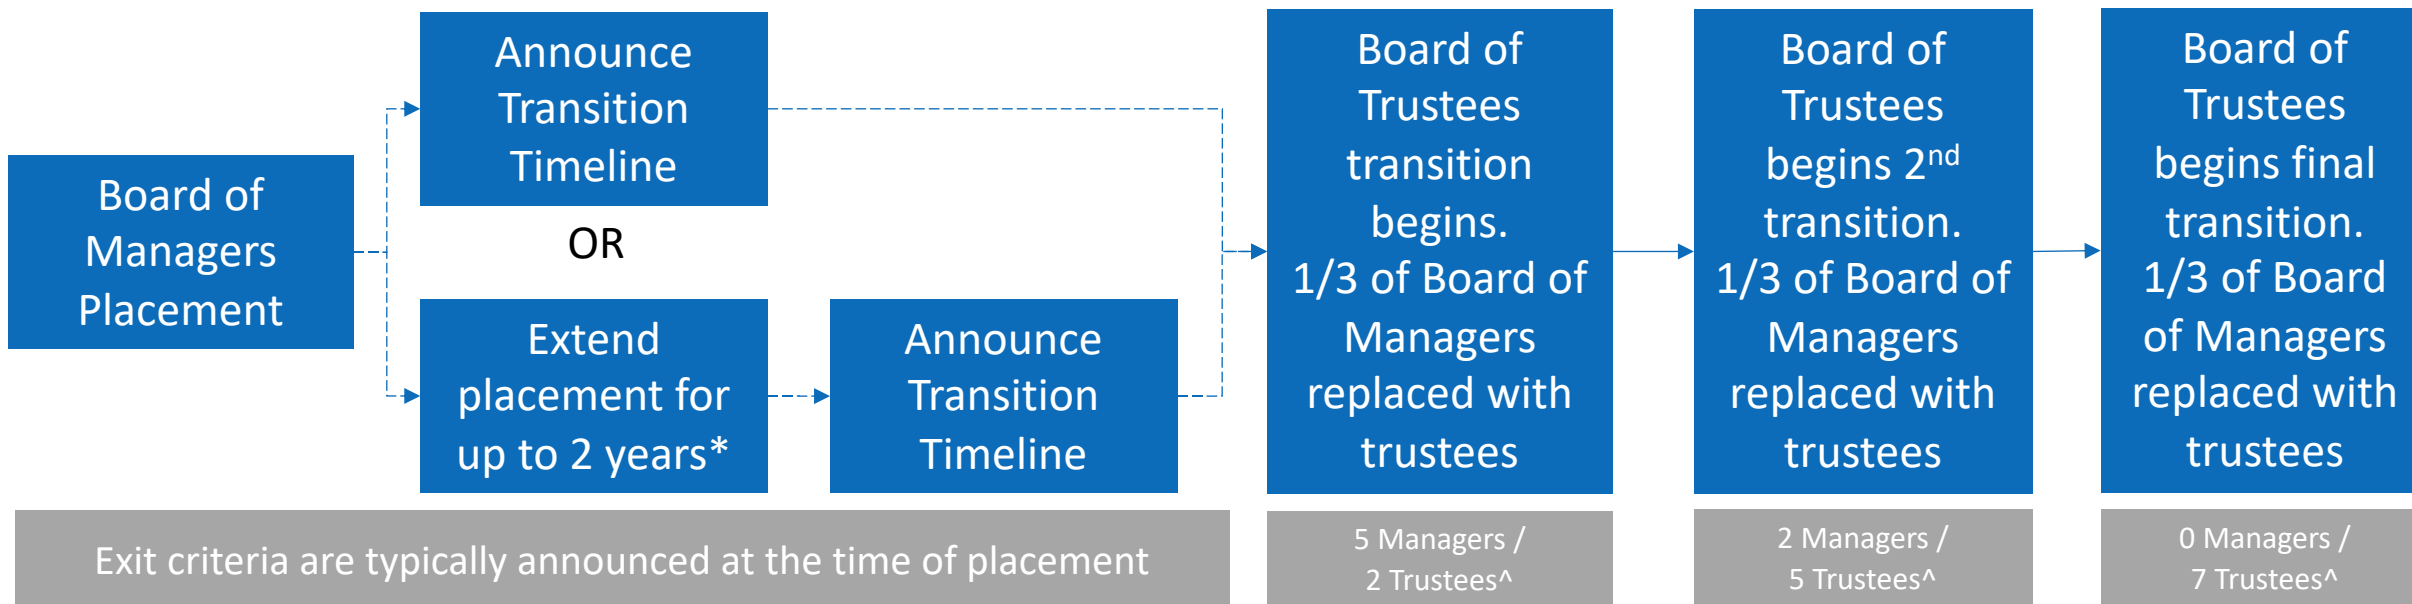 Board of
Managers
Placement
Announce
Transition
Timeline
OR
Extend
placement for
up to 2 years*
Announce
Transition
Timeline
Board of
Trustees
transition
begins.
1/3 of Board of
Managers
replaced with
trustees
Board of
Trustees
begins 2nd
transition.
1/3 of Board of
Managers
replaced with
trustees
Board of
Trustees
begins final
transition.
1/3 of Board
of Managers
replaced with
trustees
Exit criteria are typically announced at the time of placement
5 Managers /
2 Trustees^
2 Managers /
5 Trustees^
0 Managers /
7 Trustees^